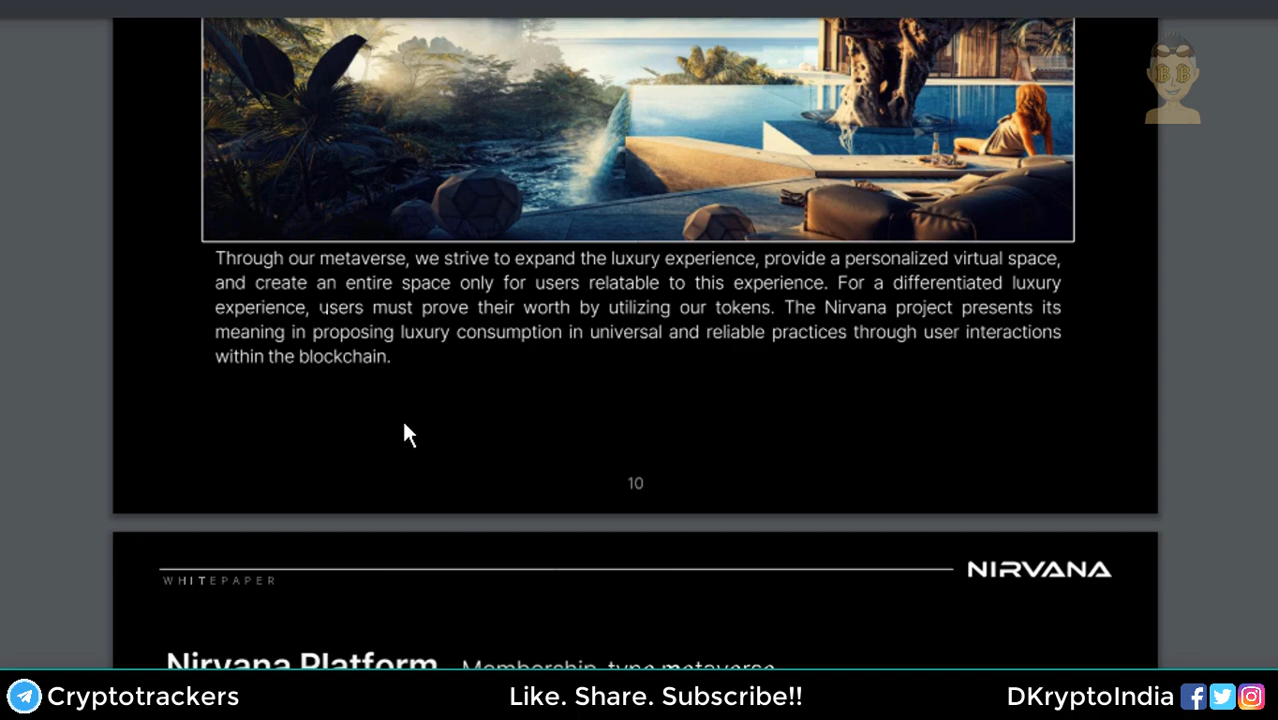 Through our metaverse, we strive to expand the luxury experience, provide a personalized virtual space,
and create an entire space only for users relatable to this experience. For a differentiated luxury
experience, users must prove their worth by utilizing our tokens. The Nirvana project presents its
meaning in proposing luxury consumption in universal and reliable practices through user interactions
within the blockchain.
10
WHITEPAPER
NIRVANA
Nirvana Platform Membership-type metaverse
Cryptotrackers
Like. Share. Subscribe!!
DKryptoIndia